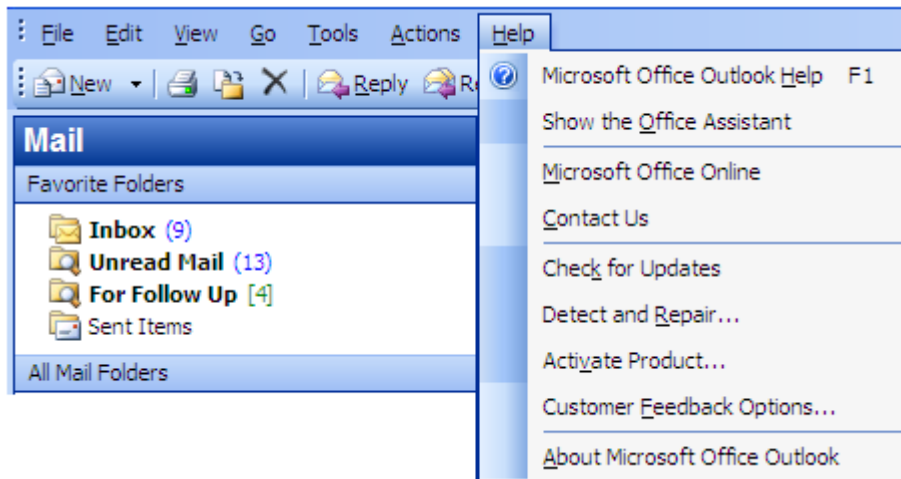 File Edit View Go Tools Actions Help
New Reply
Mail
Favorite Folders
Inbox (9)
Unread Mail (13)
For Follow Up [4]
Sent Items
All Mail Folders
Microsoft Office Outlook Help F1
Show the Office Assistant
Microsoft Office Online
Contact Us
Check for Updates
Detect and Repair...
Activate Product...
Customer Feedback Options...
About Microsoft Office Outlook